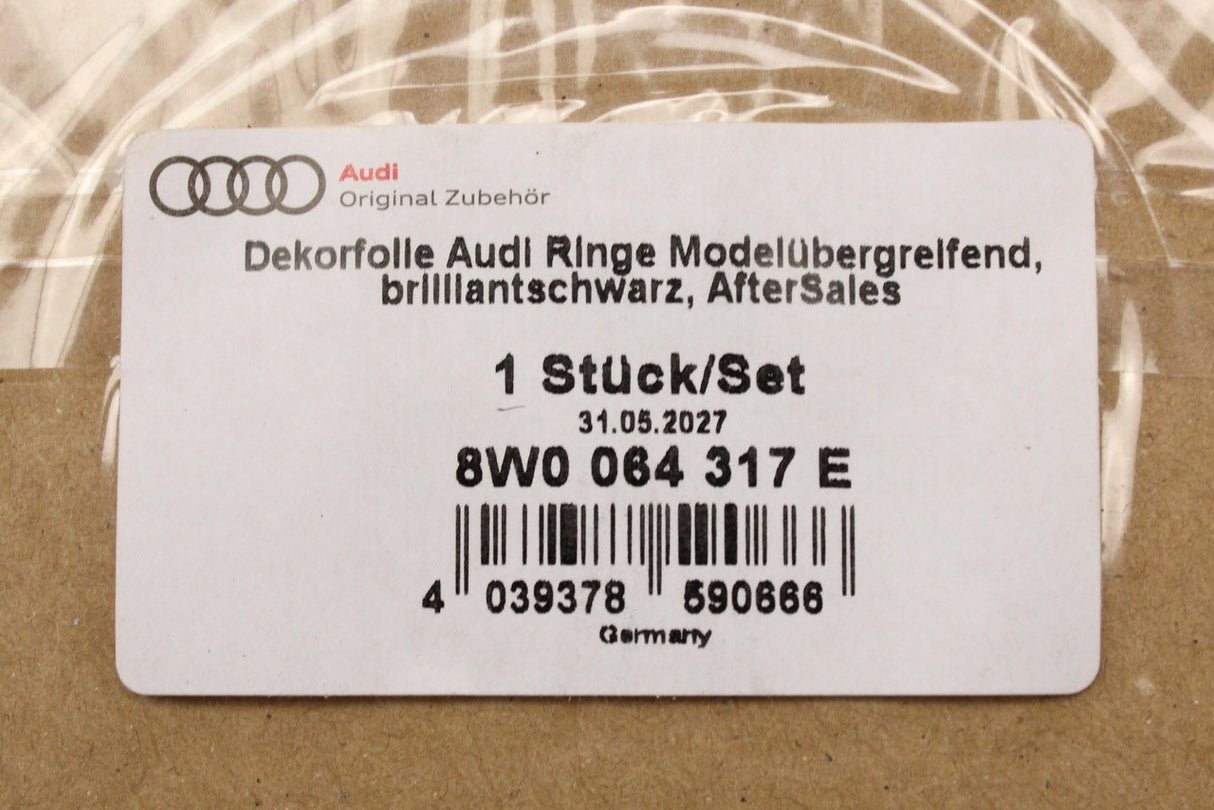 Audi
Original Zubehör
Dekorfolie Audi Ringe Modelübergreifend,
brilliantschwarz, AfterSales
1 Stück/Set
31.05.2027
8W0 064 317 E
4 039378 590666
Germany